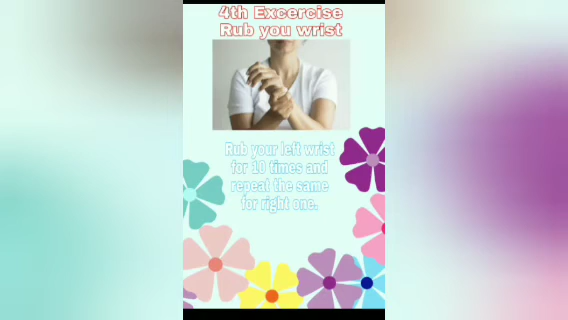 4th Excercise
Rub you wrist
Rub your left wrist
for 10 times and
repeat the same
for right one.